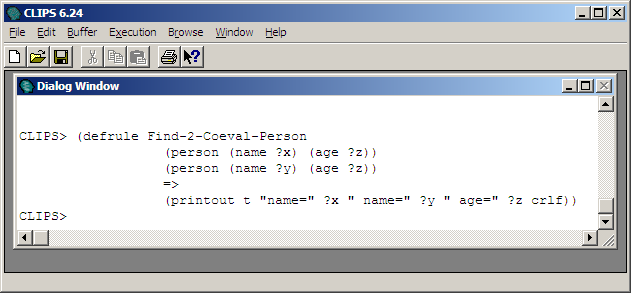 CLIPS 6.24
File Edit Buffer Execution Browse Window Help
Dialog Window
CLIPS> (defrule Find-2-Coeval-Person
(person (name ?x) (age ?z))
(person (name ?y) (age ?z))
=>
(printout t "name=" ?x " name=" ?y " age=" ?z crlf))
CLIPS>